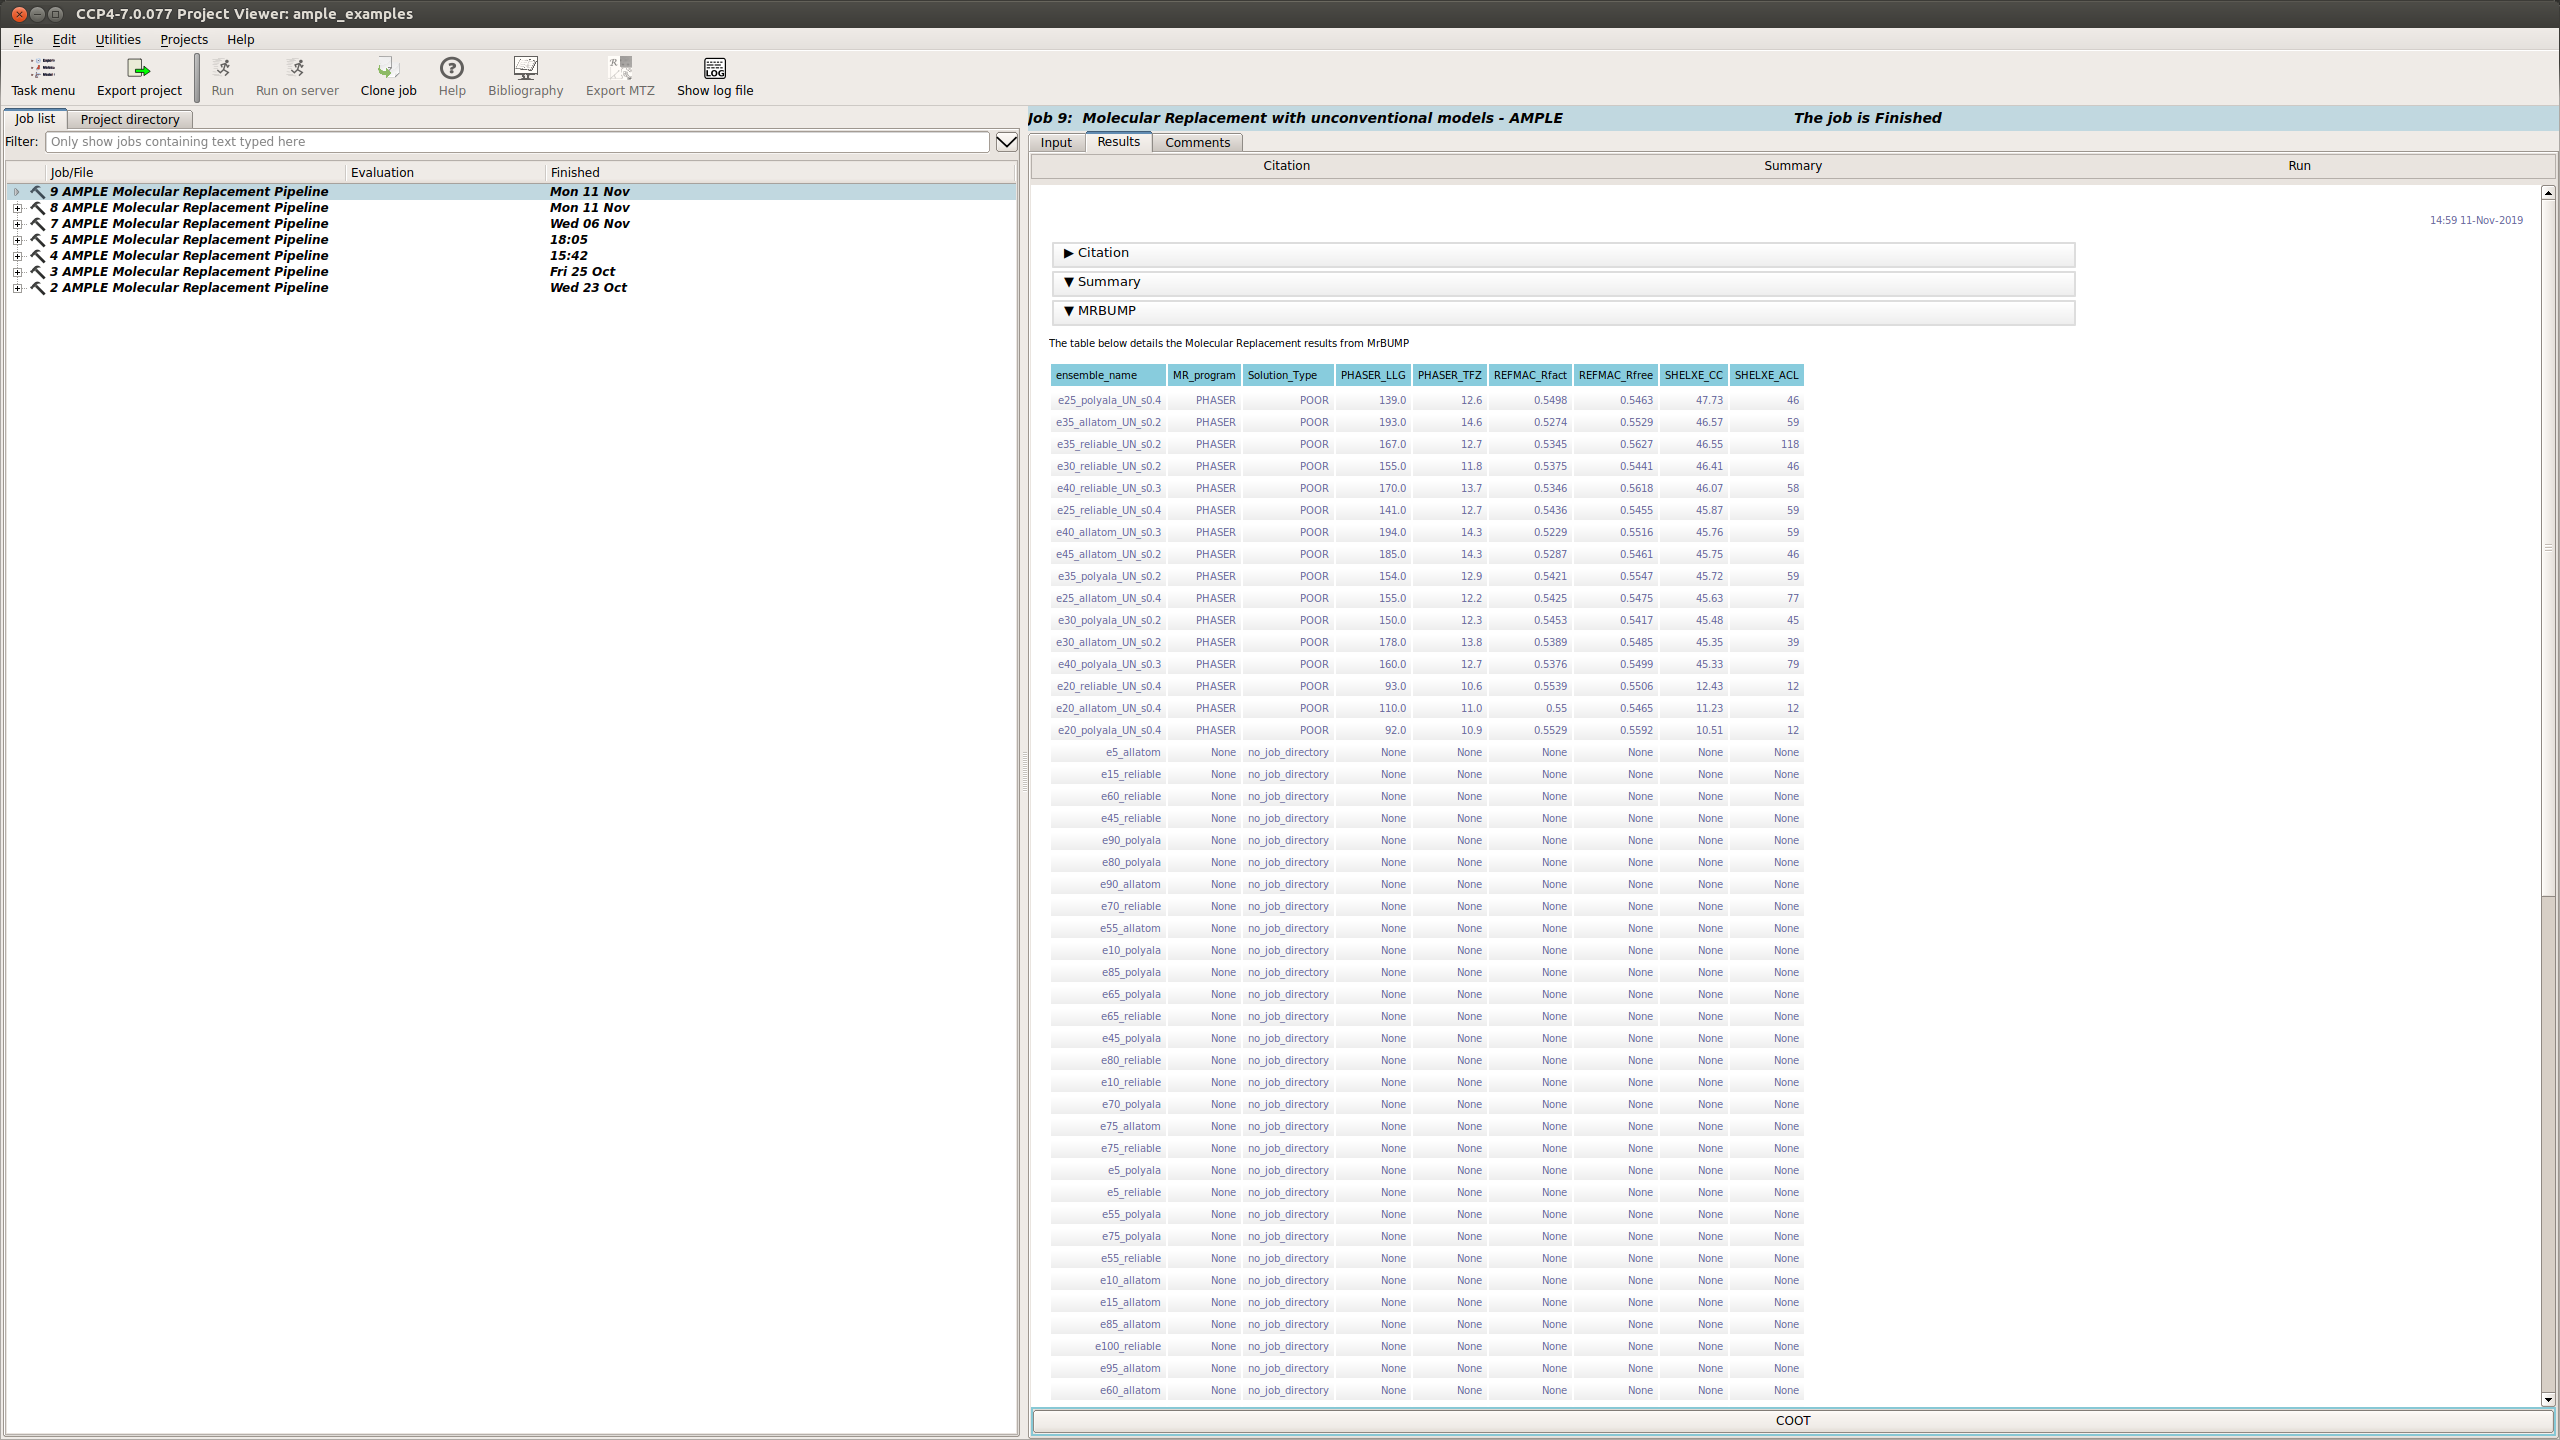 CCP4-7.0.077 Project Viewer: ample_examples
File Edit Utilities Projects Help
Task menu Export project Run Run on server Clone job Help Bibliography Export MTZ Show log file
Job list Project directory
Filter: Only show jobs containing text typed here
Job/File Evaluation Finished
9 AMPLE Molecular Replacement Pipeline Mon 11 Nov
8 AMPLE Molecular Replacement Pipeline Mon 11 Nov
7 AMPLE Molecular Replacement Pipeline Wed 06 Nov
5 AMPLE Molecular Replacement Pipeline 18:05
4 AMPLE Molecular Replacement Pipeline 15:42
3 AMPLE Molecular Replacement Pipeline Fri 25 Oct
2 AMPLE Molecular Replacement Pipeline Wed 23 Oct
Job 9: Molecular Replacement with unconventional models - AMPLE The job is Finished
Input Results Comments
Citation Summary Run
14:59 11-Nov-2019
▶ Citation
▼ Summary
▼ MRBUMP
The table below details the Molecular Replacement results from MrBUMP
ensemble_name MR_program Solution_Type PHASER_LLG PHASER_TFZ REFMAC_Rfact REFMAC_Rfree SHELXE_CC SHELXE_ACL
e25_polyala_UN_s0.4 PHASER POOR 139.0 12.6 0.5498 0.5463 47.73 46
e35_allatom_UN_s0.2 PHASER POOR 193.0 14.6 0.5274 0.5529 46.57 59
e35_reliable_UN_s0.2 PHASER POOR 167.0 12.7 0.5345 0.5627 46.55 118
e30_reliable_UN_s0.2 PHASER POOR 155.0 11.8 0.5375 0.5441 46.41 46
e40_reliable_UN_s0.3 PHASER POOR 170.0 13.7 0.5346 0.5618 46.07 58
e25_reliable_UN_s0.4 PHASER POOR 141.0 12.7 0.5436 0.5455 45.87 59
e40_allatom_UN_s0.3 PHASER POOR 194.0 14.3 0.5229 0.5516 45.76 59
e45_allatom_UN_s0.2 PHASER POOR 185.0 14.3 0.5287 0.5461 45.75 46
e35_polyala_UN_s0.2 PHASER POOR 154.0 12.9 0.5421 0.5547 45.72 59
e25_allatom_UN_s0.4 PHASER POOR 155.0 12.2 0.5425 0.5475 45.63 77
e30_polyala_UN_s0.2 PHASER POOR 150.0 12.3 0.5453 0.5417 45.48 45
e30_allatom_UN_s0.2 PHASER POOR 178.0 13.8 0.5389 0.5485 45.35 39
e40_polyala_UN_s0.3 PHASER POOR 160.0 12.7 0.5376 0.5499 45.33 79
e20_reliable_UN_s0.4 PHASER POOR 93.0 10.6 0.5539 0.5506 12.43 12
e20_allatom_UN_s0.4 PHASER POOR 110.0 11.0 0.55 0.5465 11.23 12
e20_polyala_UN_s0.4 PHASER POOR 92.0 10.9 0.5529 0.5592 10.51 12
e5_allatom None no_job_directory None None None None None None
e15_reliable None no_job_directory None None None None None None
e60_reliable None no_job_directory None None None None None None
e45_reliable None no_job_directory None None None None None None
e90_polyala None no_job_directory None None None None None None
e80_polyala None no_job_directory None None None None None None
e90_allatom None no_job_directory None None None None None None
e70_reliable None no_job_directory None None None None None None
e55_allatom None no_job_directory None None None None None None
e10_polyala None no_job_directory None None None None None None
e85_polyala None no_job_directory None None None None None None
e65_polyala None no_job_directory None None None None None None
e65_reliable None no_job_directory None None None None None None
e45_polyala None no_job_directory None None None None None None
e80_reliable None no_job_directory None None None None None None
e10_reliable None no_job_directory None None None None None None
e70_polyala None no_job_directory None None None None None None
e75_allatom None no_job_directory None None None None None None
e75_reliable None no_job_directory None None None None None None
e5_polyala None no_job_directory None None None None None None
e5_reliable None no_job_directory None None None None None None
e55_polyala None no_job_directory None None None None None None
e75_polyala None no_job_directory None None None None None None
e55_reliable None no_job_directory None None None None None None
e10_allatom None no_job_directory None None None None None None
e15_allatom None no_job_directory None None None None None None
e85_allatom None no_job_directory None None None None None None
e100_reliable None no_job_directory None None None None None None
e95_allatom None no_job_directory None None None None None None
e60_allatom None no_job_directory None None None None None None
COOT